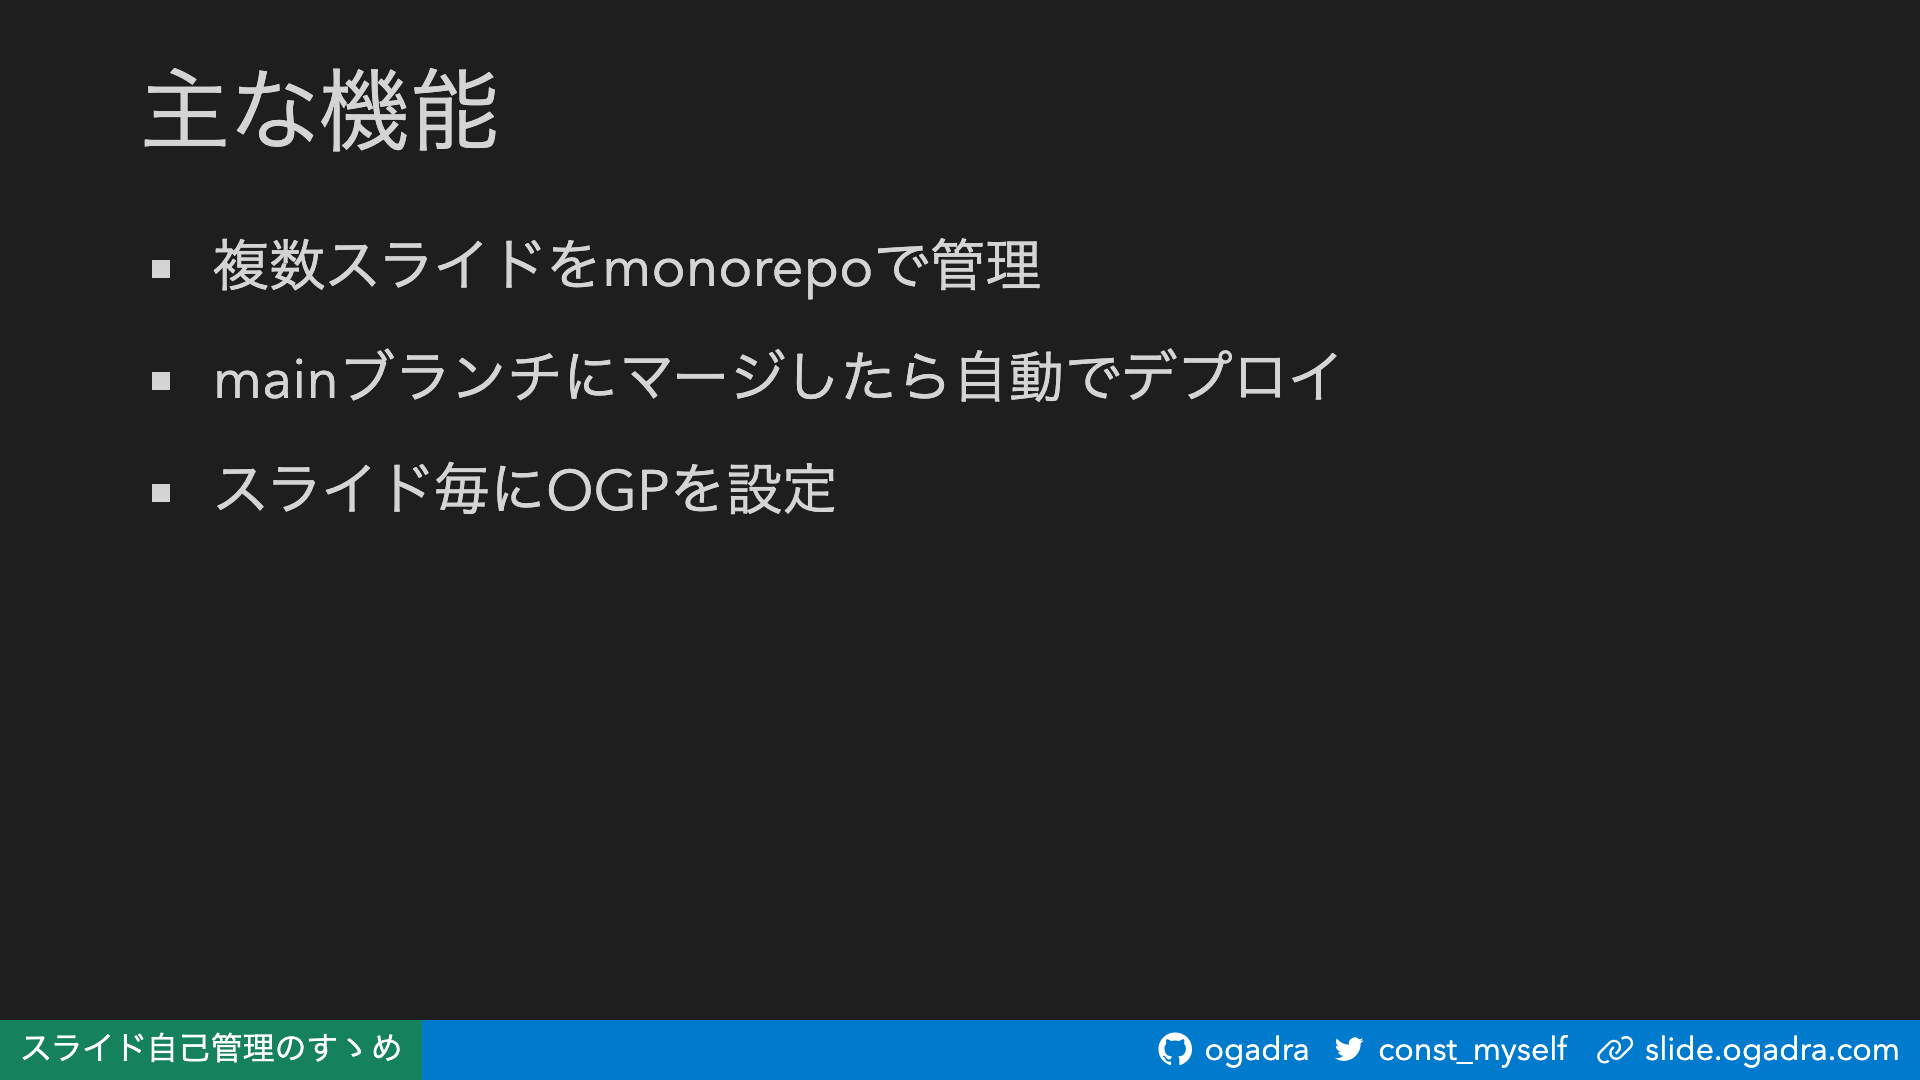 主な機能
複数スライドをmonorepoで管理
mainブランチにマージしたら自動でデプロイ
スライド毎にOGPを設定
スライド自己管理のすゝめ
ogadra const_myself slide.ogadra.com